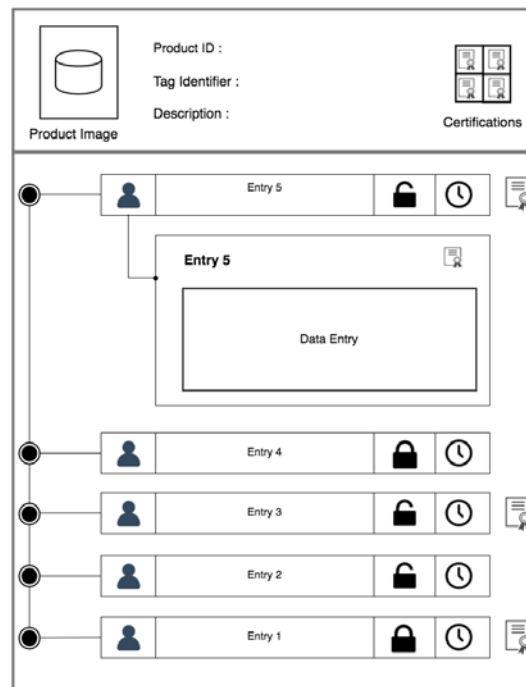 Product ID :
Tag Identifier :
Description :
Product Image
Certifications
Entry 5
Entry 5
Data Entry
Entry 4
Entry 3
Entry 2
Entry 1